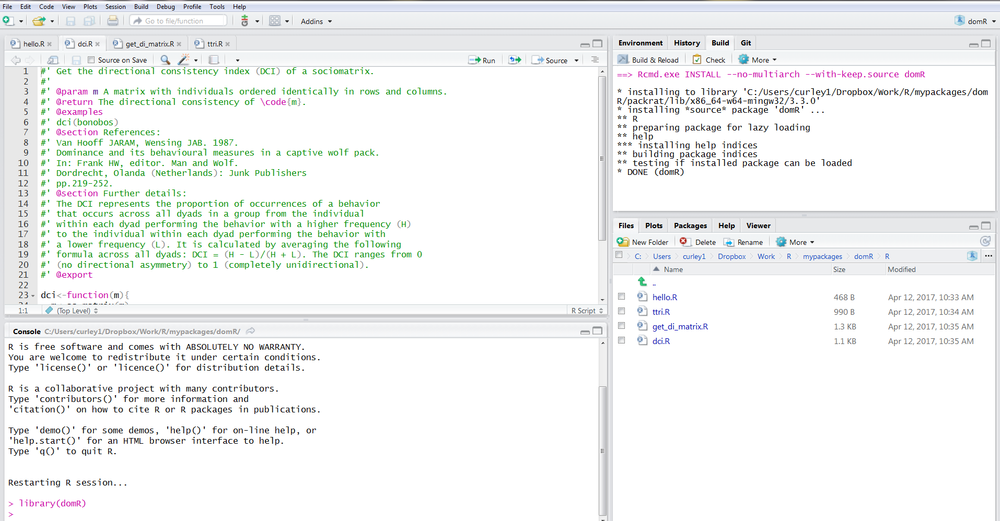 File Edit Code View Plots Session Build Debug Profile Tools Help
Go to file/function Addins domR
hello.R dci.R get_di_matrix.R ttri.R
Source on Save Run Source
1 #' Get the directional consistency index (DCI) of a sociomatrix.
2 #'
3 #' @param m A matrix with individuals ordered identically in rows and columns.
4 #' @return The directional consistency of \code{m}.
5 #' @examples
6 #' dci(bonobos)
7 #' @section References:
8 #' Van Hooff JARAM, Wensing JAB. 1987.
9 #' Dominance and its behavioural measures in a captive wolf pack.
10 #' In: Frank HW, editor. Man and Wolf.
11 #' Dordrecht, Olanda (Netherlands): Junk Publishers
12 #' pp.219-252.
13 #' @section Further details:
14 #' The DCI represents the proportion of occurrences of a behavior
15 #' that occurs across all dyads in a group from the individual
16 #' within each dyad performing the behavior with a higher frequency (H)
17 #' to the individual within each dyad performing the behavior with
18 #' a lower frequency (L). It is calculated by averaging the following
19 #' formula across all dyads: DCI = (H - L)/(H + L). The DCI ranges from 0
20 #' (no directional asymmetry) to 1 (completely unidirectional).
21 #' @export
22
23 dci<-function(m){
1:1 (Top Level) R Script
Console C:/Users/curley1/Dropbox/Work/R/mypackages/domR/
R is free software and comes with ABSOLUTELY NO WARRANTY.
You are welcome to redistribute it under certain conditions.
Type 'license()' or 'licence()' for distribution details.
R is a collaborative project with many contributors.
Type 'contributors()' for more information and
'citation()' on how to cite R or R packages in publications.
Type 'demo()' for some demos, 'help()' for on-line help, or
'help.start()' for an HTML browser interface to help.
Type 'q()' to quit R.
Restarting R session...
> library(domR)
>
Environment History Build Git
Build & Reload Check More
==> Rcmd.exe INSTALL --no-multiarch --with-keep.source domR
* installing to library 'C:/Users/curley1/Dropbox/Work/R/mypackages/dom
R/packrat/lib/x86_64-w64-mingw32/3.3.0'
* installing *source* package 'domR' ...
** R
** preparing package for lazy loading
** help
*** installing help indices
** building package indices
** testing if installed package can be loaded
* DONE (domR)
Files Plots Packages Help Viewer
New Folder Delete Rename More
C: Users curley1 Dropbox Work R mypackages domR R ...
Name Size Modified
..
hello.R 468 B Apr 12, 2017, 10:33 AM
ttri.R 990 B Apr 12, 2017, 10:34 AM
get_di_matrix.R 1.3 KB Apr 12, 2017, 10:35 AM
dci.R 1.1 KB Apr 12, 2017, 10:35 AM